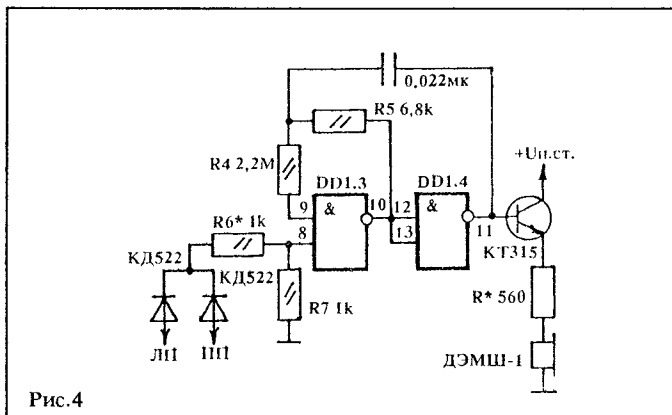 0,022мк
R5 6,8k
R4 2,2M
+Uп.ст.
DD1.3
DD1.4
&
&
9
10
12
8
13
11
R6* 1k
КД522
КД522
КТ315
R7 1k
R* 560
ЛП
ПП
ДЭМШ-1
Рис.4